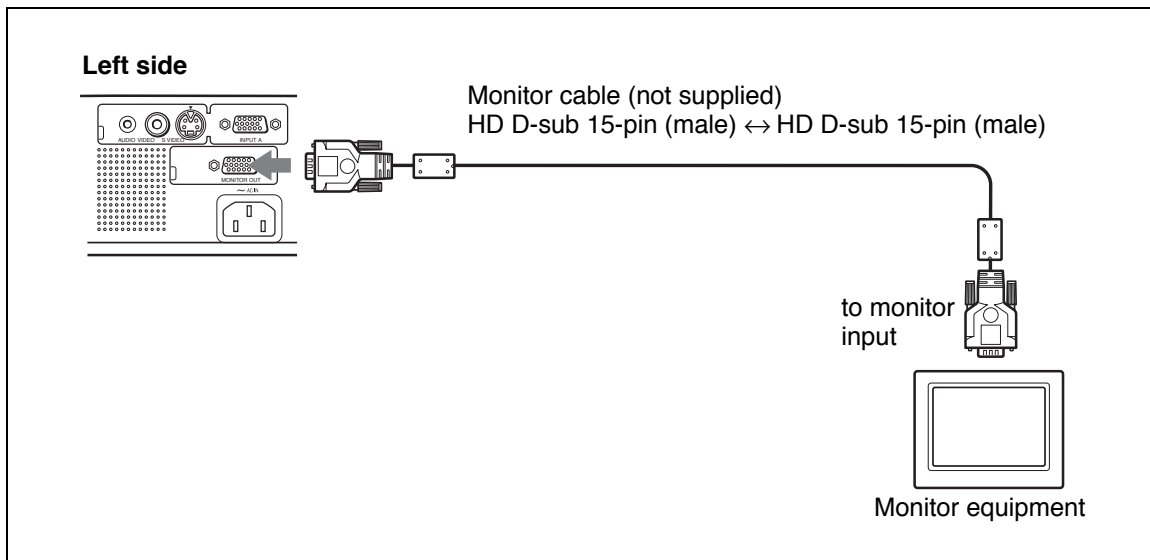 Left side
Monitor cable (not supplied)
HD D-sub 15-pin (male) ↔ HD D-sub 15-pin (male)
AUDIO VIDEO S VIDEO INPUT A
MONITOR OUT
~ AC IN
to monitor
input
Monitor equipment